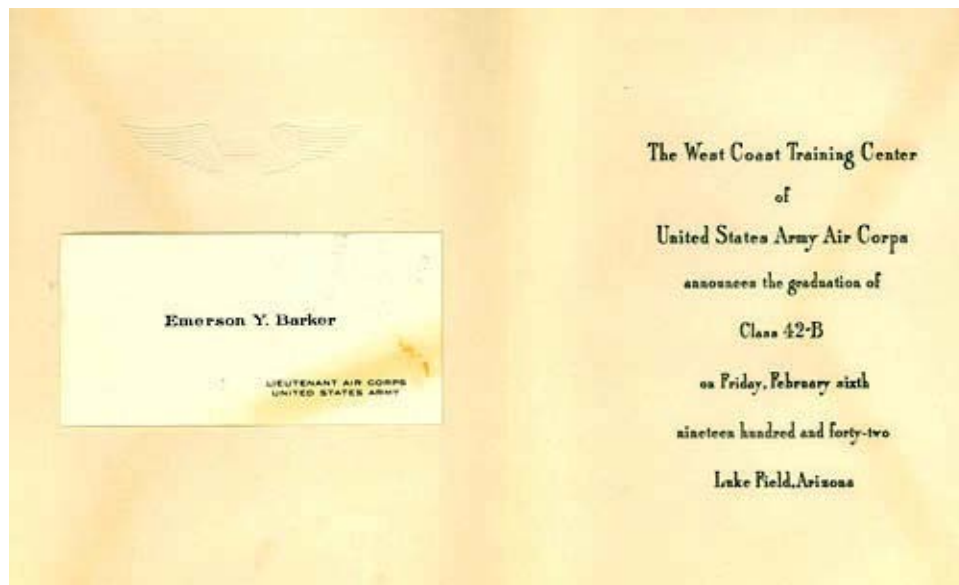 Emerson Y. Barker
LIEUTENANT AIR CORPS
UNITED STATES ARMY
The West Coast Training Center
of
United States Army Air Corps
announces the graduation of
Class 42-B
on Friday, February sixth
nineteen hundred and forty-two
Luke Field, Arizona